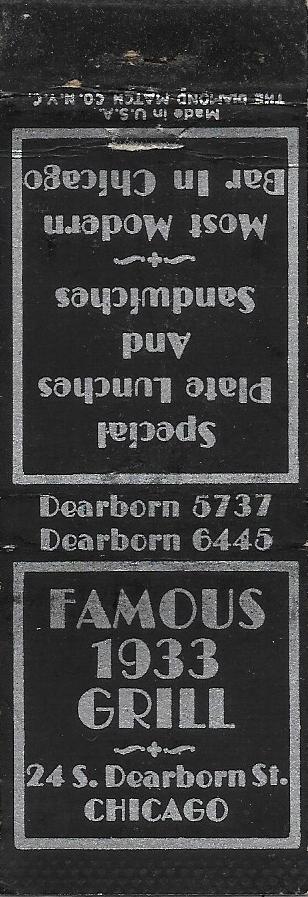 Made in U.S.A.
THE DIAMOND MATCH CO. N.Y.C.
Special
Plate Lunches
And
Sandwiches
Most Modern
Bar In Chicago
Dearborn 5737
Dearborn 6445
FAMOUS
1933
GRILL
24 S. Dearborn St.
CHICAGO